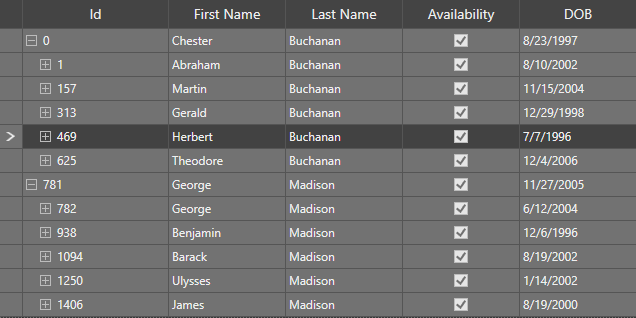 Id First Name Last Name Availability DOB
0 Chester Buchanan 8/23/1997
1 Abraham Buchanan 8/10/2002
157 Martin Buchanan 11/15/2004
313 Gerald Buchanan 12/29/1998
469 Herbert Buchanan 7/7/1996
625 Theodore Buchanan 12/4/2006
781 George Madison 11/27/2005
782 George Madison 6/12/2004
938 Benjamin Madison 12/6/1996
1094 Barack Madison 8/19/2002
1250 Ulysses Madison 1/14/2002
1406 James Madison 8/19/2000